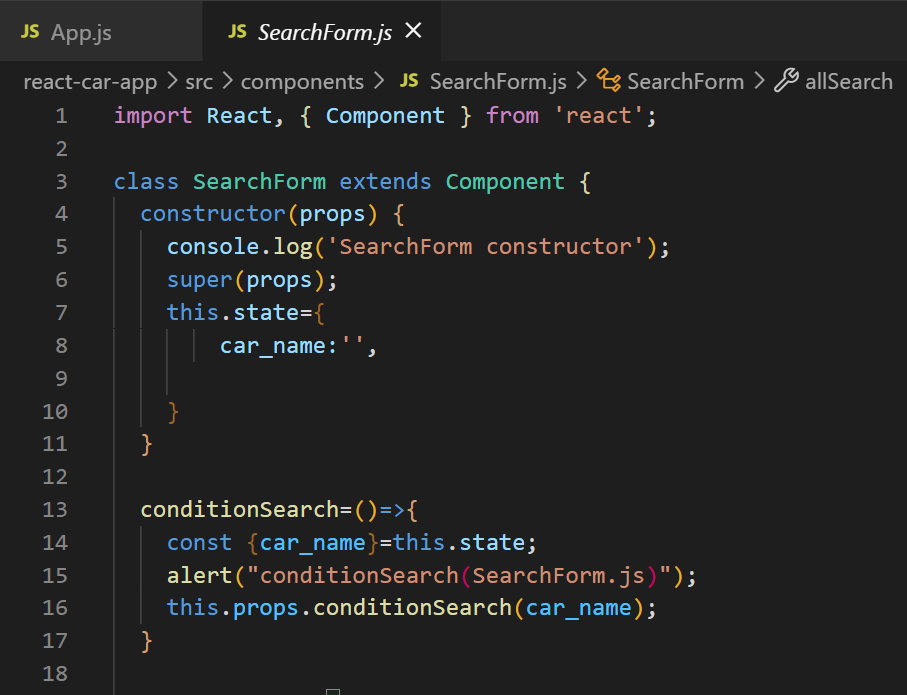 JS App.js JS SearchForm.js ×
react-car-app > src > components > JS SearchForm.js > SearchForm > allSearch
1 import React, { Component } from 'react';
2
3 class SearchForm extends Component {
4 constructor(props) {
5 console.log('SearchForm constructor');
6 super(props);
7 this.state={
8 car_name:'',
9
10 }
11 }
12
13 conditionSearch=()=>{
14 const {car_name}=this.state;
15 alert("conditionSearch(SearchForm.js)");
16 this.props.conditionSearch(car_name);
17 }
18